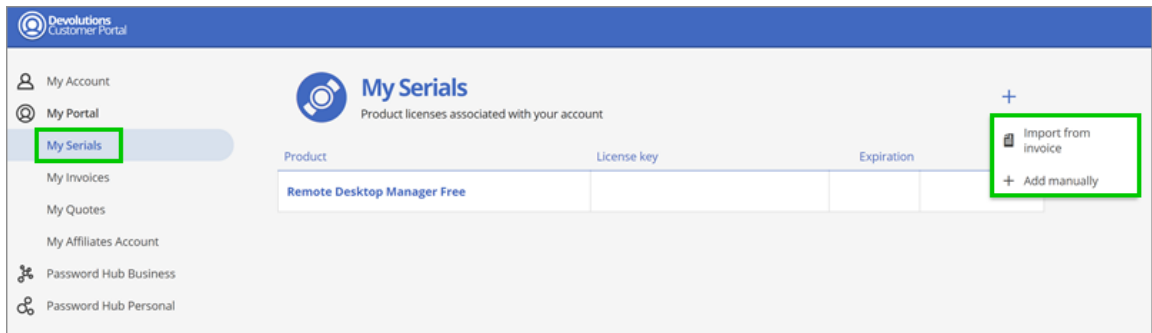 Devolutions
Customer Portal
My Account
My Portal
My Serials
My Invoices
My Quotes
My Affiliates Account
Password Hub Business
Password Hub Personal
My Serials
Product licenses associated with your account
Import from
invoice
Add manually
Product License key Expiration
Remote Desktop Manager Free